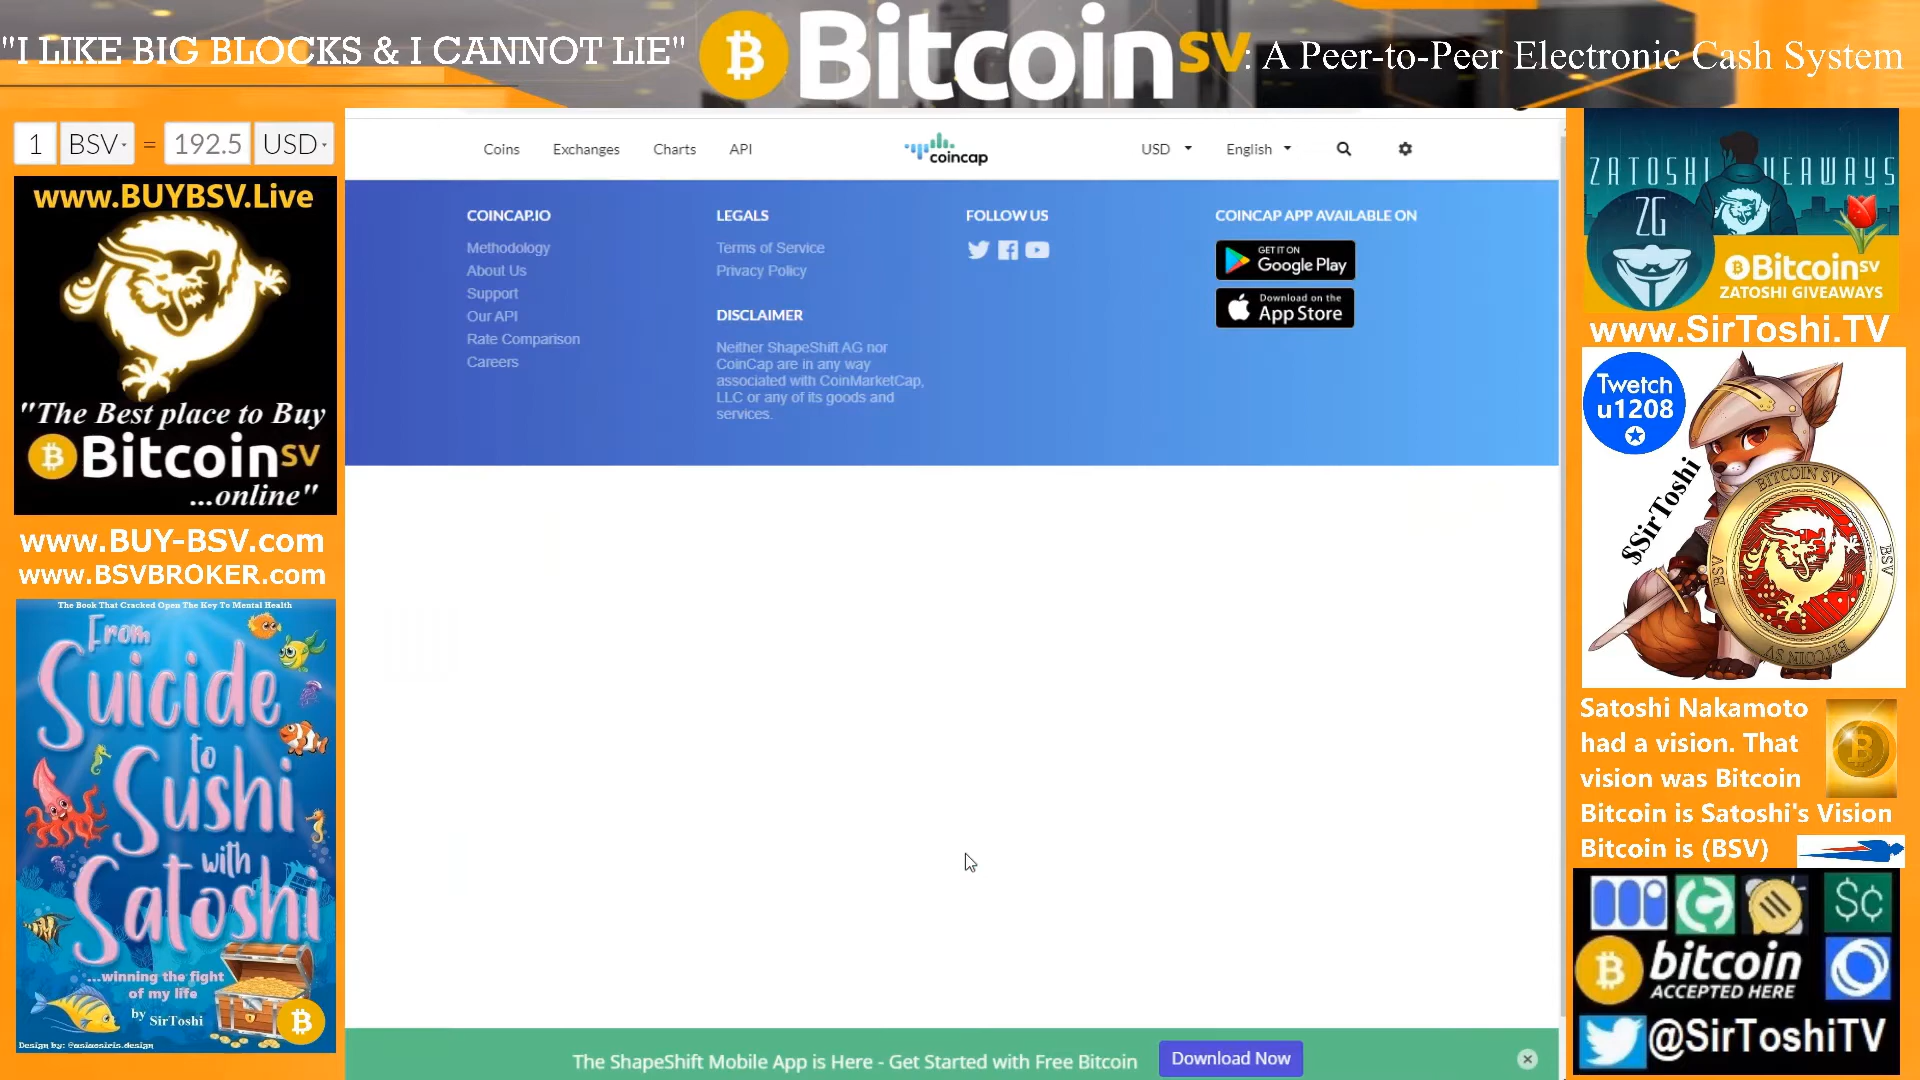 "I LIKE BIG BLOCKS & I CANNOT LIE"
BitcoinSV
: A Peer-to-Peer Electronic Cash System
1 BSV = 192.5 USD
www.BUYBSV.Live
"The Best place to Buy
BitcoinSV
...online"
www.BUY-BSV.com
www.BSVBROKER.com
The Book That Cracked Open The Key To Mental Health
From
Suicide
to
Sushi
with
Satoshi
...winning the fight
of my life
by SirToshi
Design by: @asiaosiris.design
Coins Exchanges Charts API
coincap
USD English
COINCAP.IO
Methodology
About Us
Support
Our API
Rate Comparison
Careers
LEGALS
Terms of Service
Privacy Policy
DISCLAIMER
Neither ShapeShift AG nor
CoinCap are in any way
associated with CoinMarketCap,
LLC or any of its goods and
services.
FOLLOW US
COINCAP APP AVAILABLE ON
GET IT ON
Google Play
Download on the
App Store
The ShapeShift Mobile App is Here - Get Started with Free Bitcoin
Download Now
ZG
BitcoinSV
ZATOSHI GIVEAWAYS
www.SirToshi.TV
Twetch
u1208
$SirToshi
BITCOIN SV
BSV
BSV
BITCOIN SV
Satoshi Nakamoto
had a vision. That
vision was Bitcoin
Bitcoin is Satoshi's Vision
Bitcoin is (BSV)
$¢
bitcoin
ACCEPTED HERE
@SirToshiTV